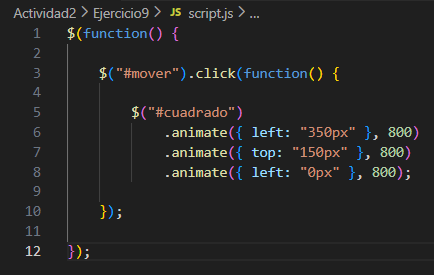 Actividad2 > Ejercicio9 > JS script.js > ...
1 $(function() {
2
3 $("#mover").click(function() {
4
5 $("#cuadrado")
6 .animate({ left: "350px" }, 800)
7 .animate({ top: "150px" }, 800)
8 .animate({ left: "0px" }, 800);
9
10 });
11
12 });